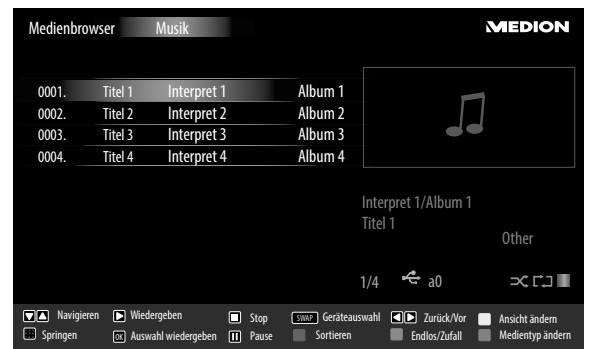 Medienbrowser Musik MEDION
0001. Titel 1 Interpret 1 Album 1
0002. Titel 2 Interpret 2 Album 2
0003. Titel 3 Interpret 3 Album 3
0004. Titel 4 Interpret 4 Album 4
Interpret 1/Album 1
Titel 1
Other
1/4 a0
Navigieren Wiedergeben Stop SWAP Geräteauswahl Zurück/Vor Ansicht ändern
Springen OK Auswahl wiedergeben Pause Sortieren Endlos/Zufall Medientyp ändern